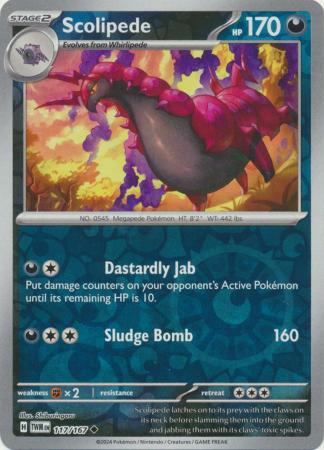 STAGE2
Scolipede
HP 170
Evolves from Whirlipede
NO. 0545 Megapede Pokémon HT. 8'2" WT: 442 lbs.
Dastardly Jab
Put damage counters on your opponent's Active Pokémon
until its remaining HP is 10.
Sludge Bomb 160
weakness ×2 resistance retreat
Illus. Shiburingaru
H TWM EN 117/167
Scolipede latches on to its prey with the claws
on its neck before slamming them into the ground
and jabbing them with its claws' toxic spikes.
©2024 Pokémon / Nintendo / Creatures / GAME FREAK